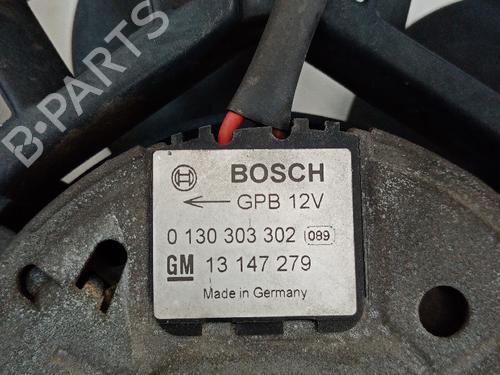 BOSCH
GPB 12V
0 130 303 302 089
GM 13 147 279
Made in Germany
B-PARTS